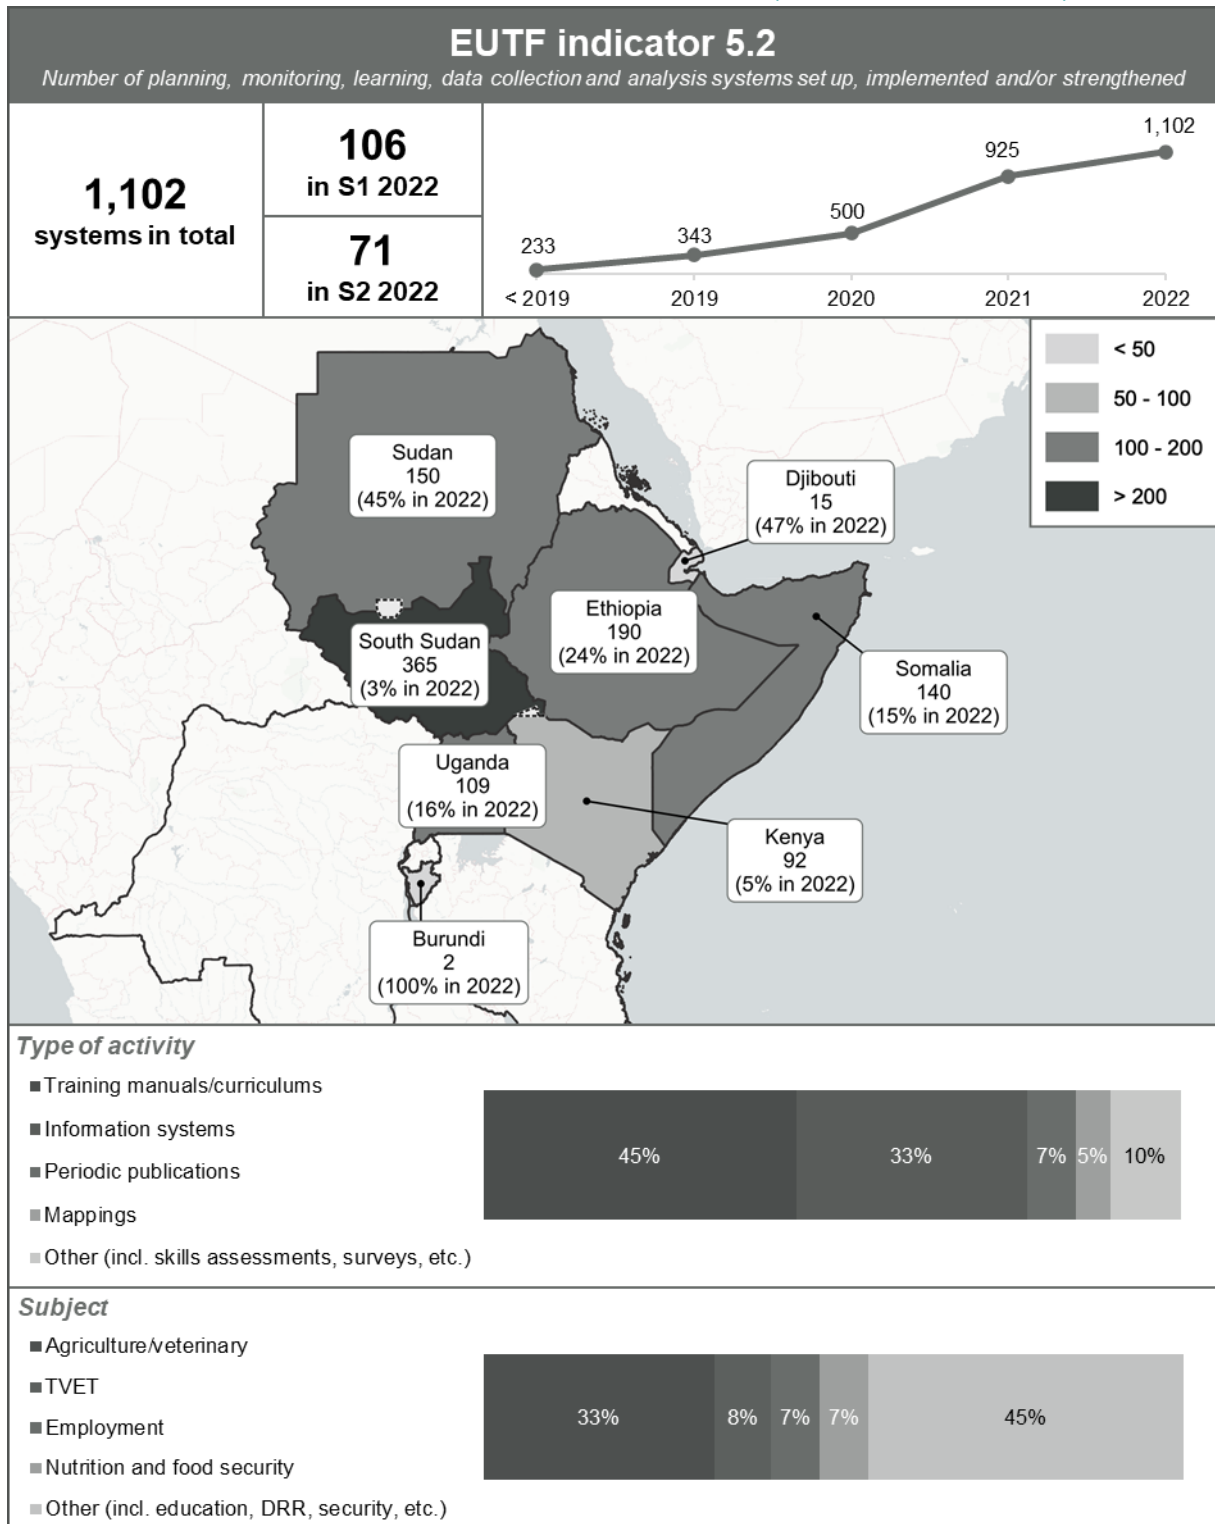 EUTF indicator 5.2
Number of planning, monitoring, learning, data collection and analysis systems set up, implemented and/or strengthened
1,102
systems in total
106
in S1 2022
71
in S2 2022
233
343
500
925
1,102
< 2019
2019
2020
2021
2022
< 50
50 - 100
100 - 200
> 200
Sudan
150
(45% in 2022)
Djibouti
15
(47% in 2022)
Ethiopia
190
(24% in 2022)
South Sudan
365
(3% in 2022)
Somalia
140
(15% in 2022)
Uganda
109
(16% in 2022)
Kenya
92
(5% in 2022)
Burundi
2
(100% in 2022)
Type of activity
Training manuals/curriculums
Information systems
Periodic publications
Mappings
Other (incl. skills assessments, surveys, etc.)
45%
33%
7%
5%
10%
Subject
Agriculture/veterinary
TVET
Employment
Nutrition and food security
Other (incl. education, DRR, security, etc.)
33%
8%
7%
7%
45%